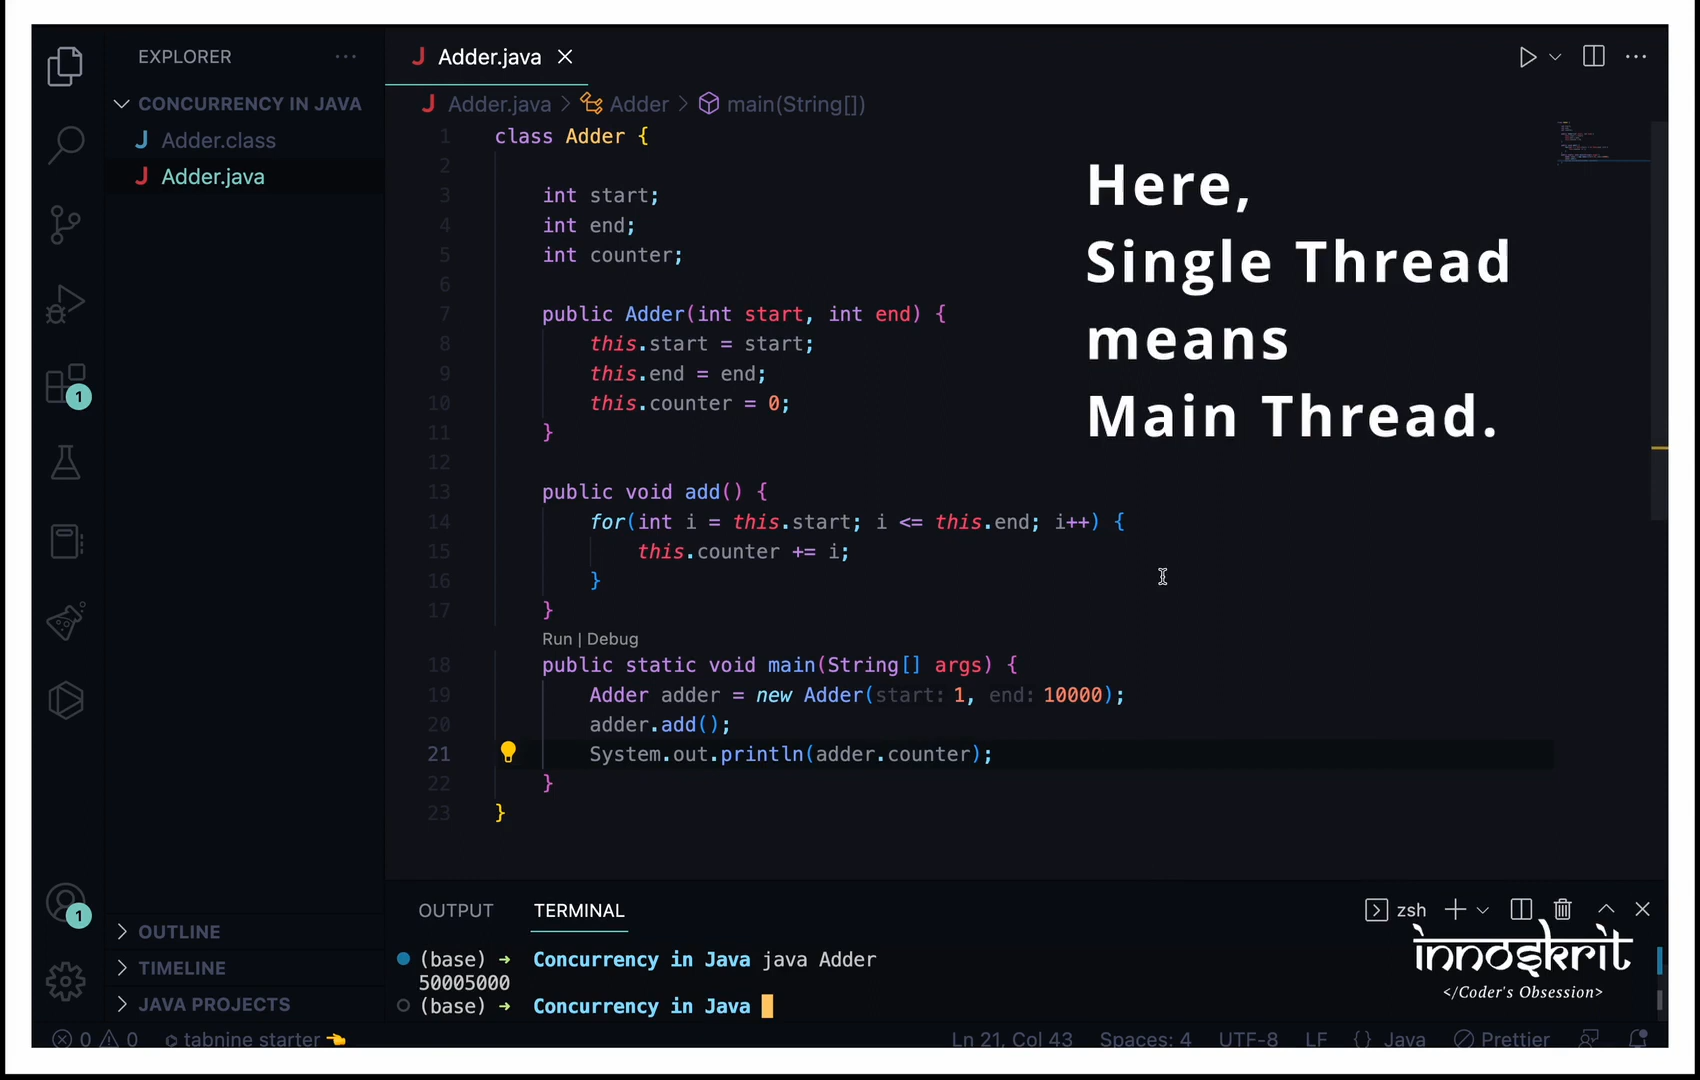 EXPLORER
CONCURRENCY IN JAVA
J Adder.class
J Adder.java
OUTLINE
TIMELINE
JAVA PROJECTS
1
1
J Adder.java
J Adder.java > Adder > main(String[])
1 class Adder {
2
3 int start;
4 int end;
5 int counter;
6
7 public Adder(int start, int end) {
8 this.start = start;
9 this.end = end;
10 this.counter = 0;
11 }
12
13 public void add() {
14 for(int i = this.start; i <= this.end; i++) {
15 this.counter += i;
16 }
17 }
Run | Debug
18 public static void main(String[] args) {
19 Adder adder = new Adder(start: 1, end: 10000);
20 adder.add();
21 System.out.println(adder.counter);
22 }
23 }
Here,
Single Thread
means
Main Thread.
OUTPUT TERMINAL
zsh
(base) → Concurrency in Java java Adder
50005000
(base) → Concurrency in Java
innoskrit
</Coder's Obsession>
0 0 tabnine starter Ln 21, Col 43 Spaces: 4 UTF-8 LF {} Java Prettier